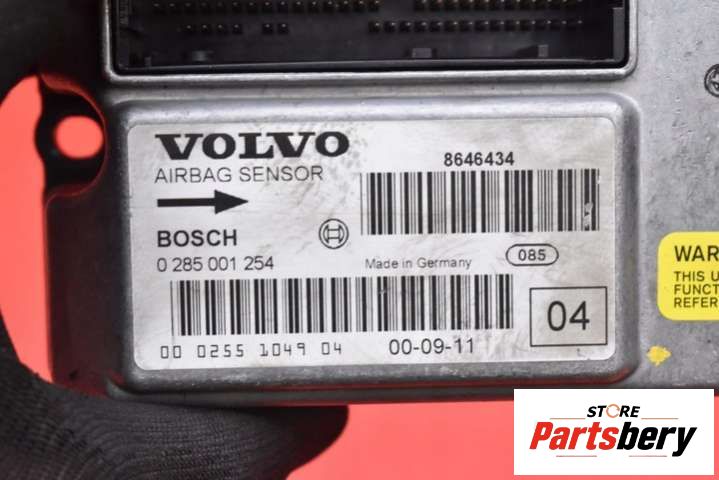 VOLVO
8646434
AIRBAG SENSOR
BOSCH
0 285 001 254
Made in Germany
085
00 0255 1049 04
00-09-11
04
WAR
THIS U
FUNCT
REFER
STORE
Partsbery